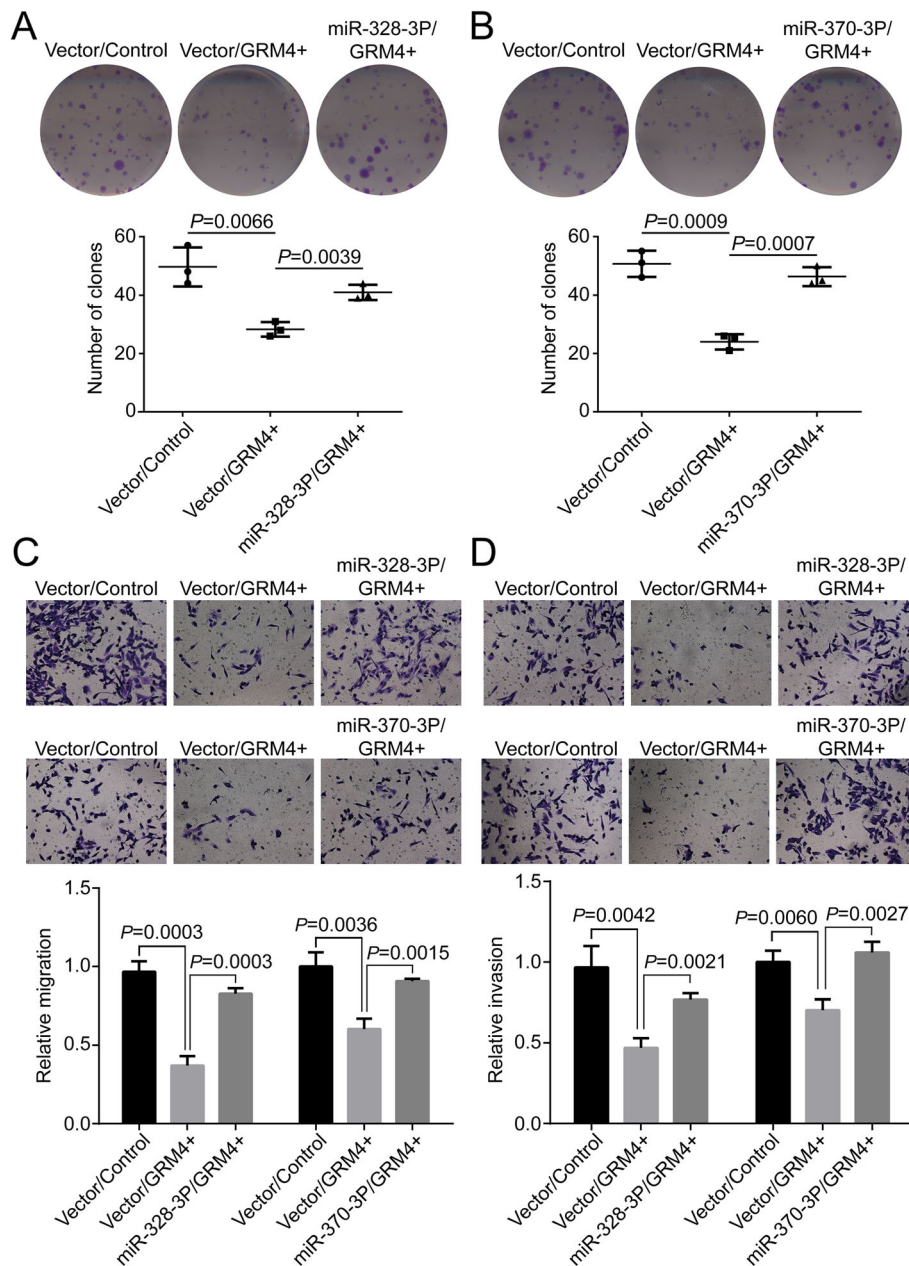 A
Vector/Control
Vector/GRM4+
miR-328-3P/
GRM4+
P=0.0066
P=0.0039
Number of clones
60
40
20
0
Vector/Control
Vector/GRM4+
miR-328-3P/GRM4+
B
Vector/Control
Vector/GRM4+
miR-370-3P/
GRM4+
P=0.0009
P=0.0007
Number of clones
60
40
20
0
Vector/Control
Vector/GRM4+
miR-370-3P/GRM4+
C
Vector/Control
Vector/GRM4+
miR-328-3P/
GRM4+
Vector/Control
Vector/GRM4+
miR-370-3P/
GRM4+
Relative migration
1.5
1.0
0.5
0.0
P=0.0003
P=0.0003
P=0.0036
P=0.0015
Vector/Control
Vector/GRM4+
miR-328-3P/GRM4+
Vector/Control
Vector/GRM4+
miR-370-3P/GRM4+
D
Vector/Control
Vector/GRM4+
miR-328-3P/
GRM4+
Vector/Control
Vector/GRM4+
miR-370-3P/
GRM4+
Relative invasion
1.5
1.0
0.5
0.0
P=0.0042
P=0.0021
P=0.0060
P=0.0027
Vector/Control
Vector/GRM4+
miR-328-3P/GRM4+
Vector/Control
Vector/GRM4+
miR-370-3P/GRM4+